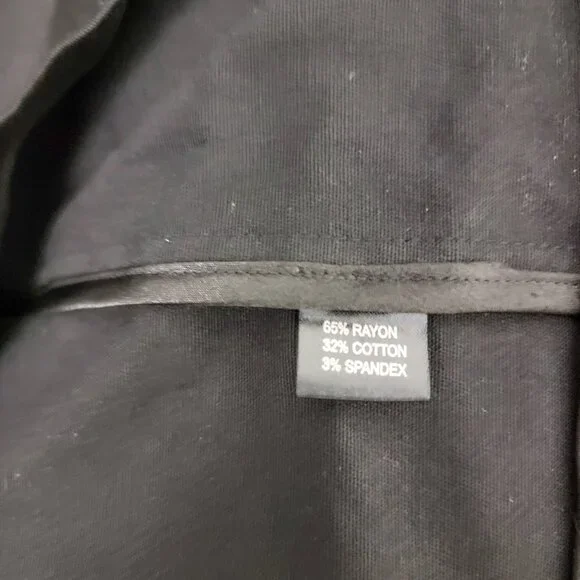 65% RAYON
32% COTTON
3% SPANDEX